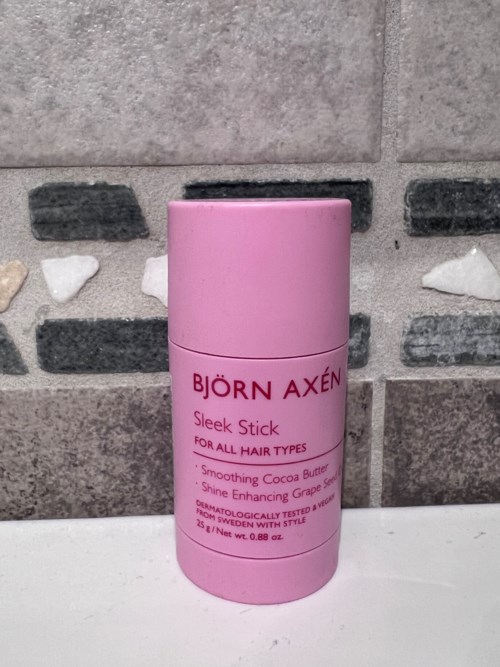 BJÖRN AXÉN
Sleek Stick
FOR ALL HAIR TYPES
· Smoothing Cocoa Butter
· Shine Enhancing Grape Seed
DERMATOLOGICALLY TESTED & VEGAN
FROM SWEDEN WITH STYLE
25 g / Net wt. 0.88 oz.